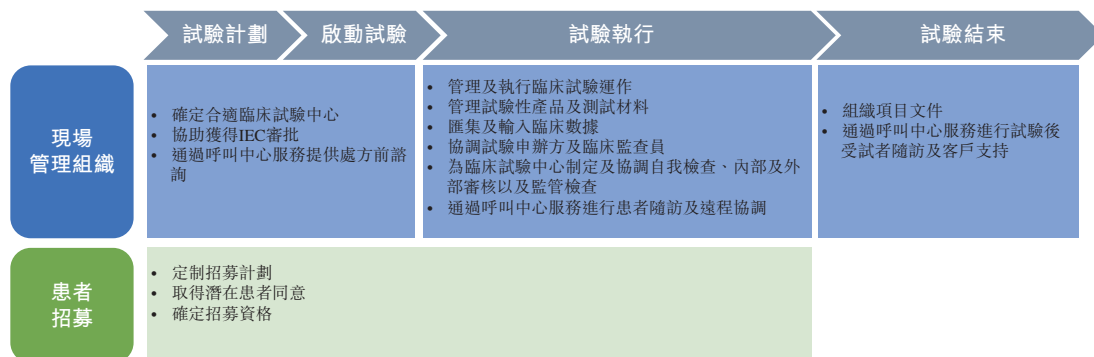 試驗計劃
啟動試驗
試驗執行
試驗結束
現場
管理組織
• 確定合適臨床試驗中心
• 協助獲得IEC審批
• 通過呼叫中心服務提供處方前諮
詢
• 管理及執行臨床試驗運作
• 管理試驗性產品及測試材料
• 匯集及輸入臨床數據
• 協調試驗申辦方及臨床監查員
• 為臨床試驗中心制定及協調自我檢查、內部及外
部審核以及監管檢查
• 通過呼叫中心服務進行患者隨訪及遠程協調
• 組織項目文件
• 通過呼叫中心服務進行試驗後
受試者隨訪及客戶支持
患者
招募
• 定制招募計劃
• 取得潛在患者同意
• 確定招募資格